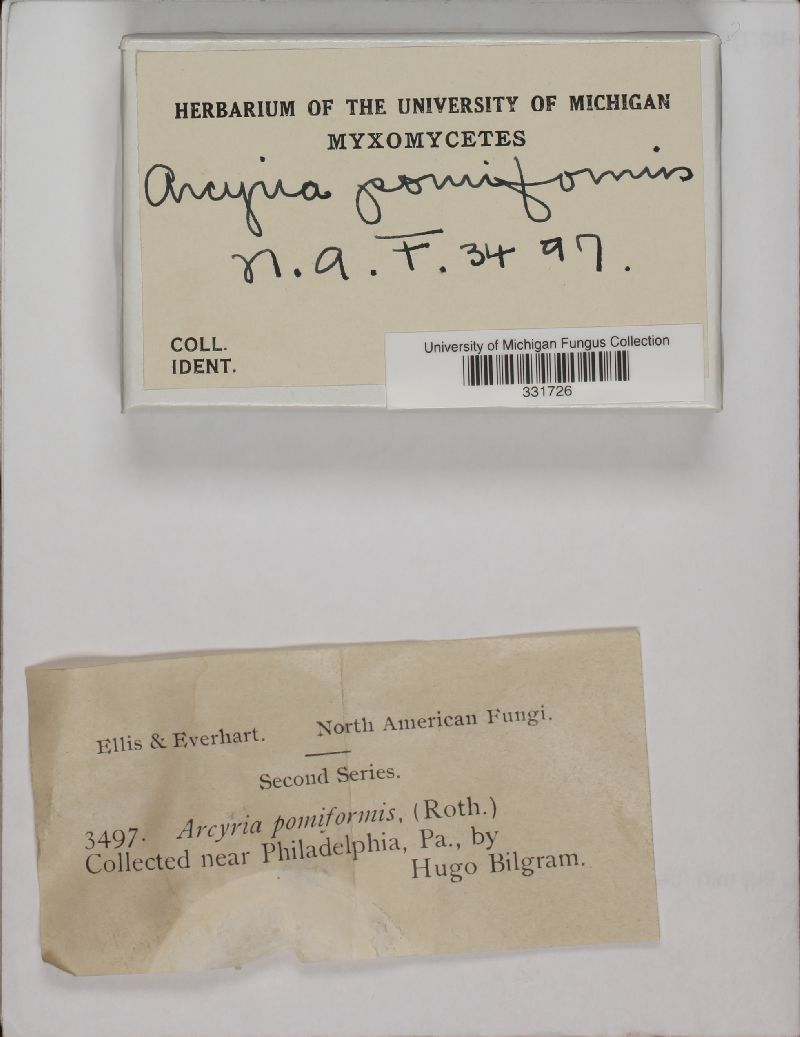 HERBARIUM OF THE UNIVERSITY OF MICHIGAN
MYXOMYCETES
Arcyria pomiformis
N. A. F. 3497.
COLL.
IDENT.
University of Michigan Fungus Collection
331726
Ellis & Everhart. North American Fungi.
Second Series.
3497. Arcyria pomiformis, (Roth.)
Collected near Philadelphia, Pa., by
Hugo Bilgram.